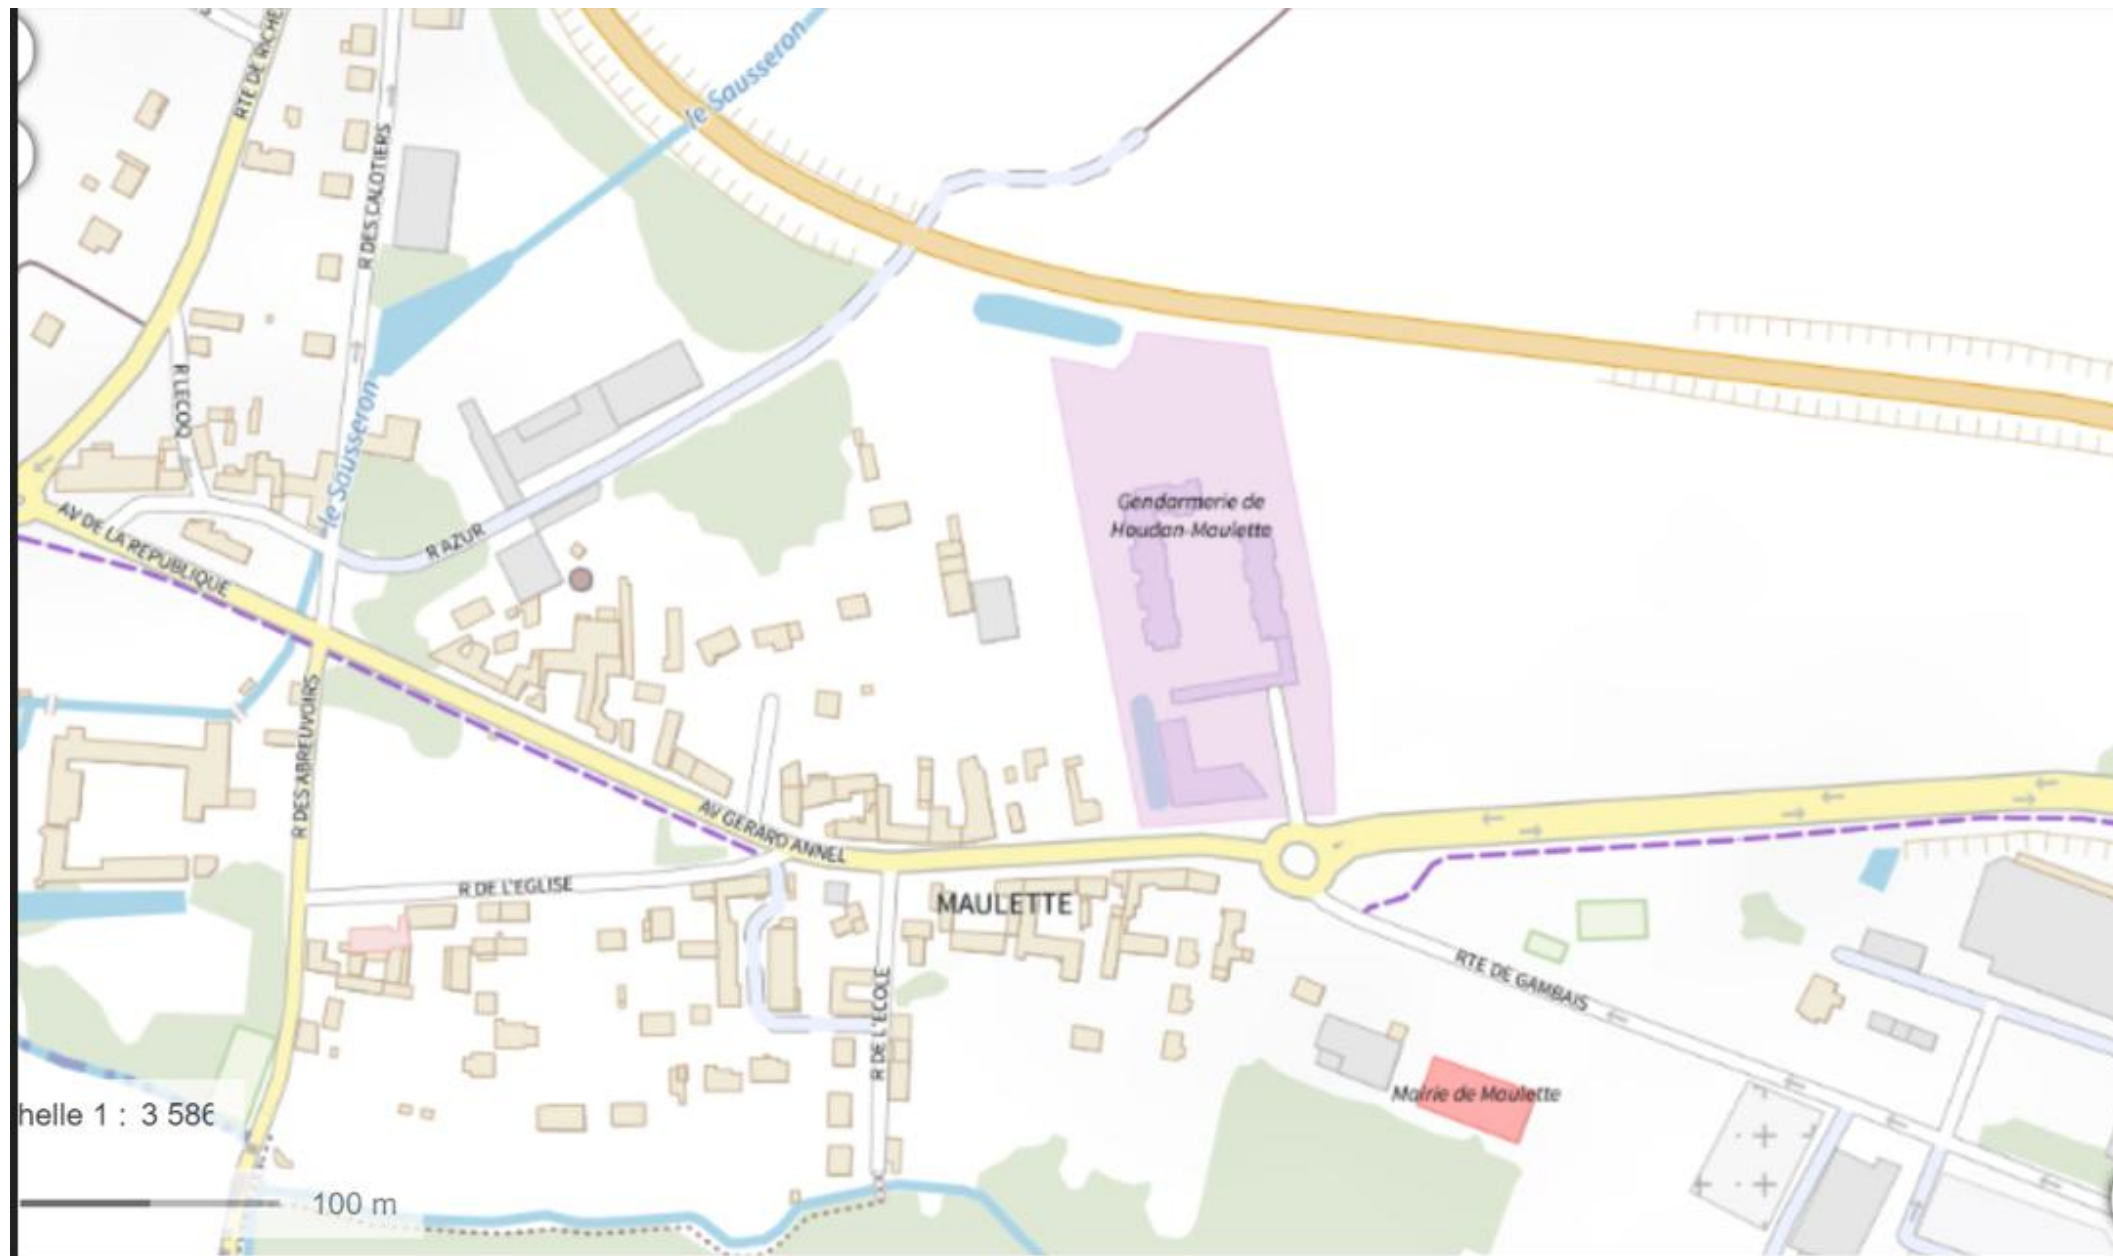 RTE DE RICHE
le Sausseron
R DES CALOTIERS
R LECOQ
le Sausseron
Gendarmerie de
Houdan-Maulette
AV DE LA REPUBLIQUE
R AZUR
R DES ABREUVOIRS
AV GERARD ANNEL
R DE L'EGLISE
MAULETTE
RTE DE GAMBAIS
R DE L'ECOLE
Mairie de Maulette
helle 1 : 3 586
100 m